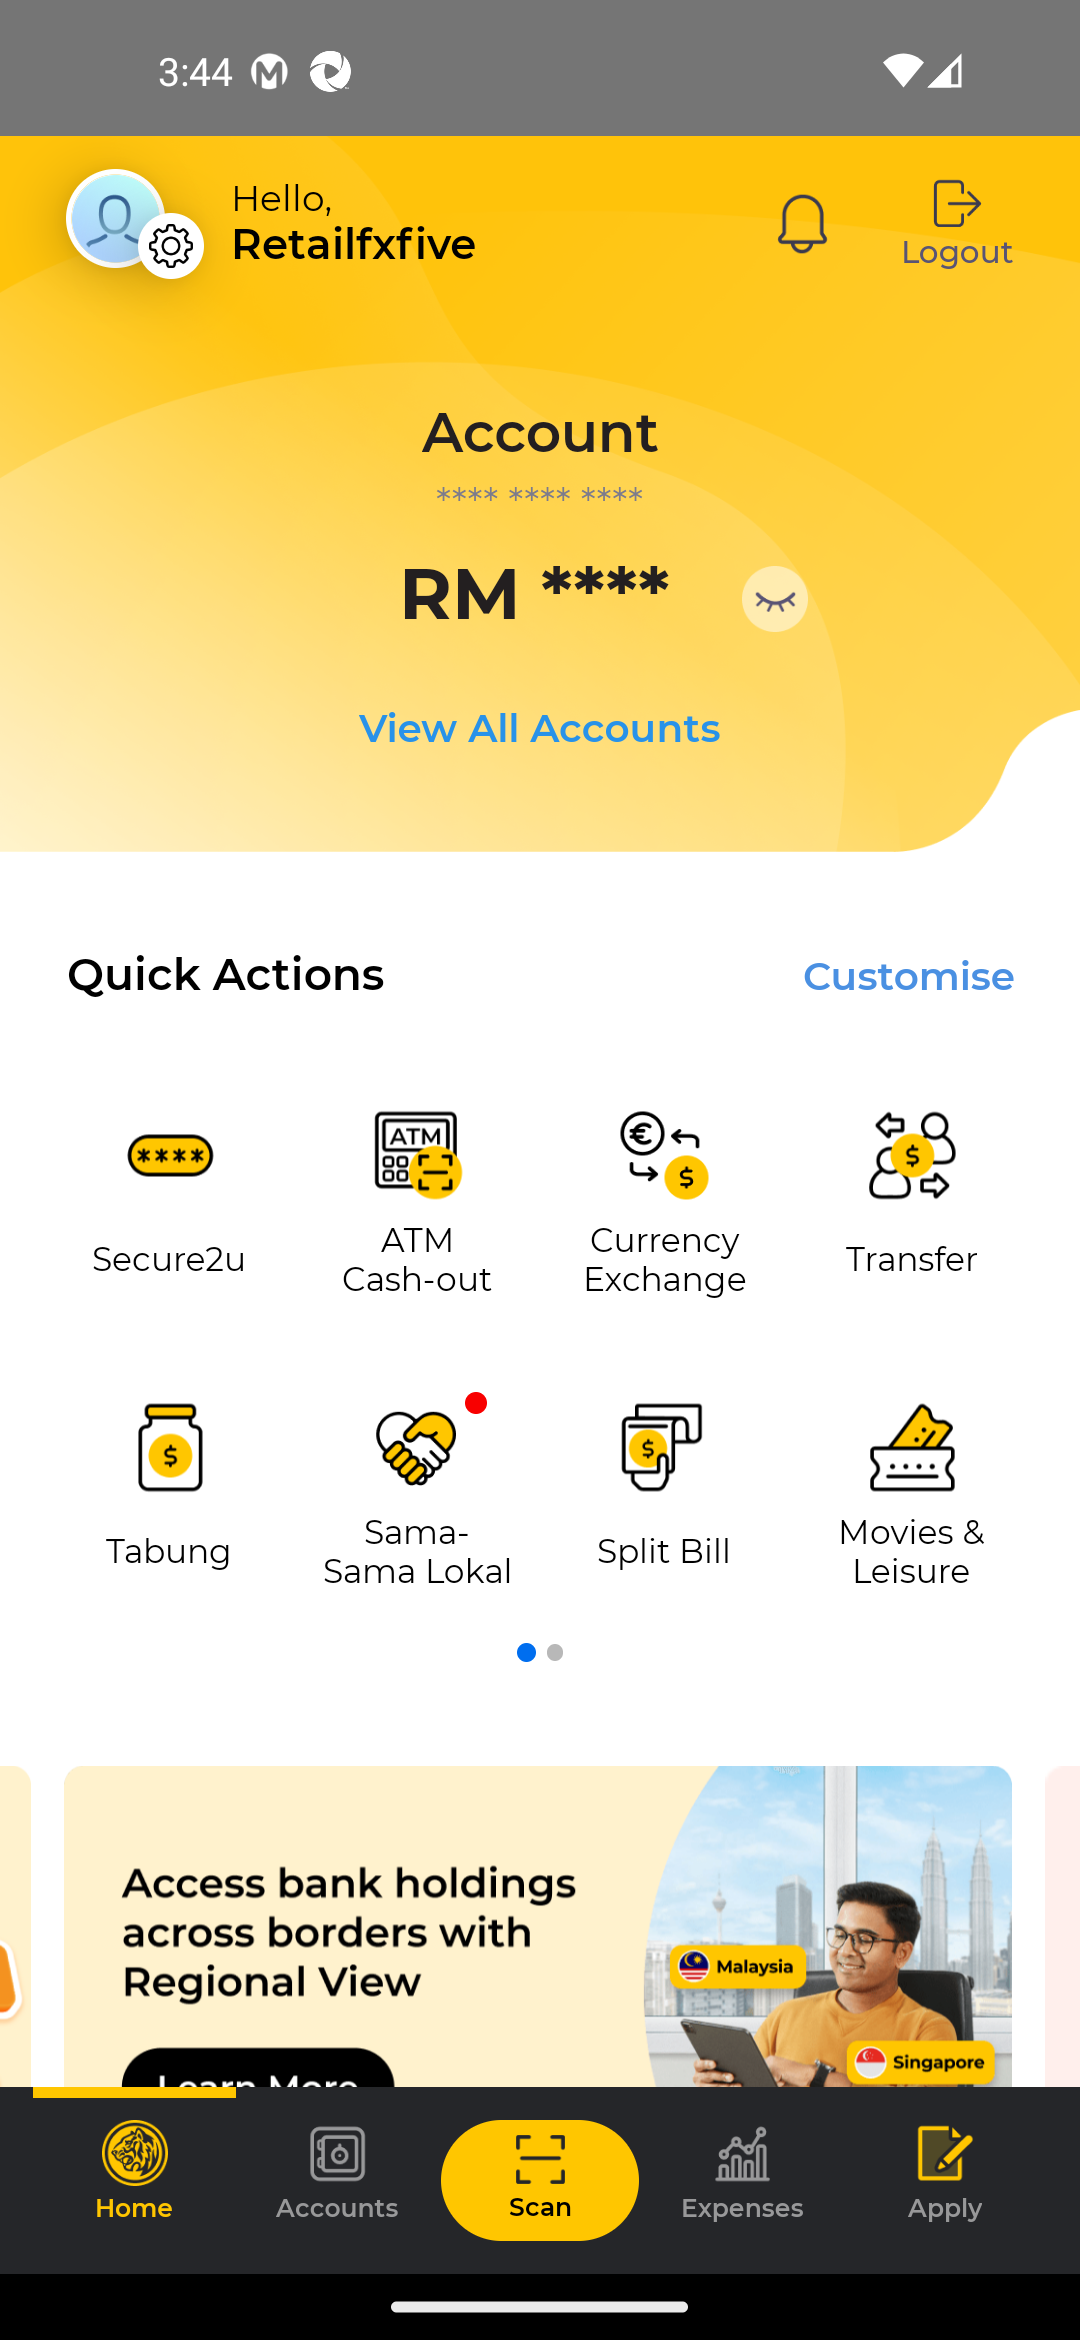 3:44
Hello,
Retailfxfive
Logout
Account
**** **** ****
RM ****
View All Accounts
Quick Actions
Customise
****
Secure2u
ATM
ATM
Cash-out
Currency
Exchange
Transfer
Tabung
Sama-
Sama Lokal
Split Bill
Movies &
Leisure
Access bank holdings
across borders with
Regional View
Malaysia
Singapore
Learn More
Home
Accounts
Scan
Expenses
Apply